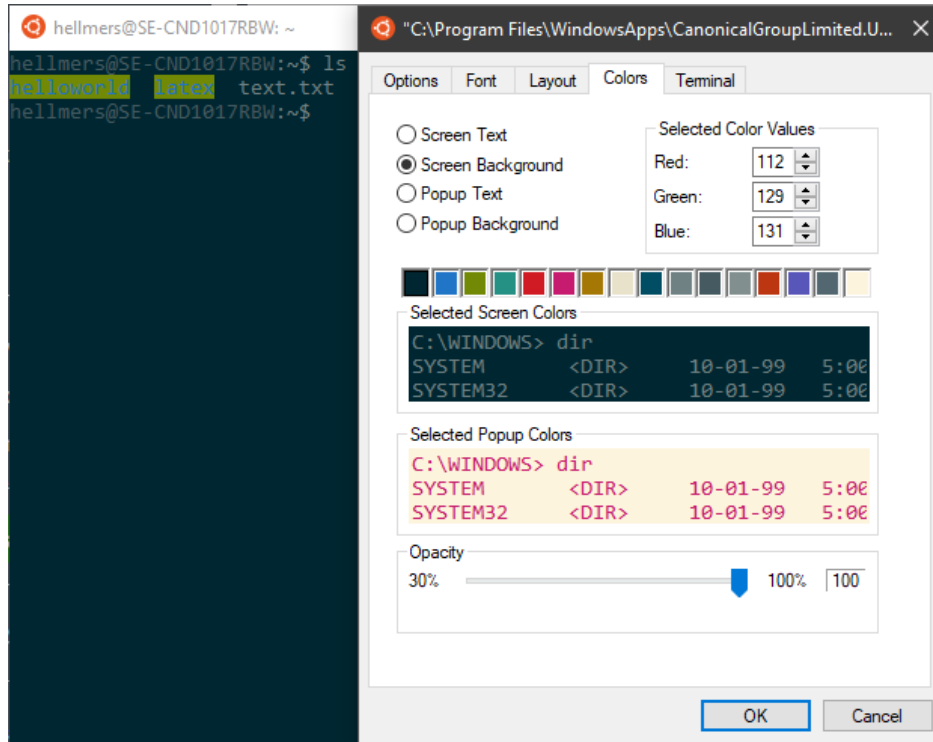 hellmers@SE-CND1017RBW: ~
hellmers@SE-CND1017RBW:~$ ls
helloworld latex text.txt
hellmers@SE-CND1017RBW:~$
"C:\Program Files\WindowsApps\CanonicalGroupLimited.U...
Options Font Layout Colors Terminal
Screen Text
Screen Background
Popup Text
Popup Background
Selected Color Values
Red: 112
Green: 129
Blue: 131
Selected Screen Colors
C:\WINDOWS> dir
SYSTEM <DIR> 10-01-99 5:00
SYSTEM32 <DIR> 10-01-99 5:00
Selected Popup Colors
C:\WINDOWS> dir
SYSTEM <DIR> 10-01-99 5:00
SYSTEM32 <DIR> 10-01-99 5:00
Opacity
30% 100% 100
OK Cancel